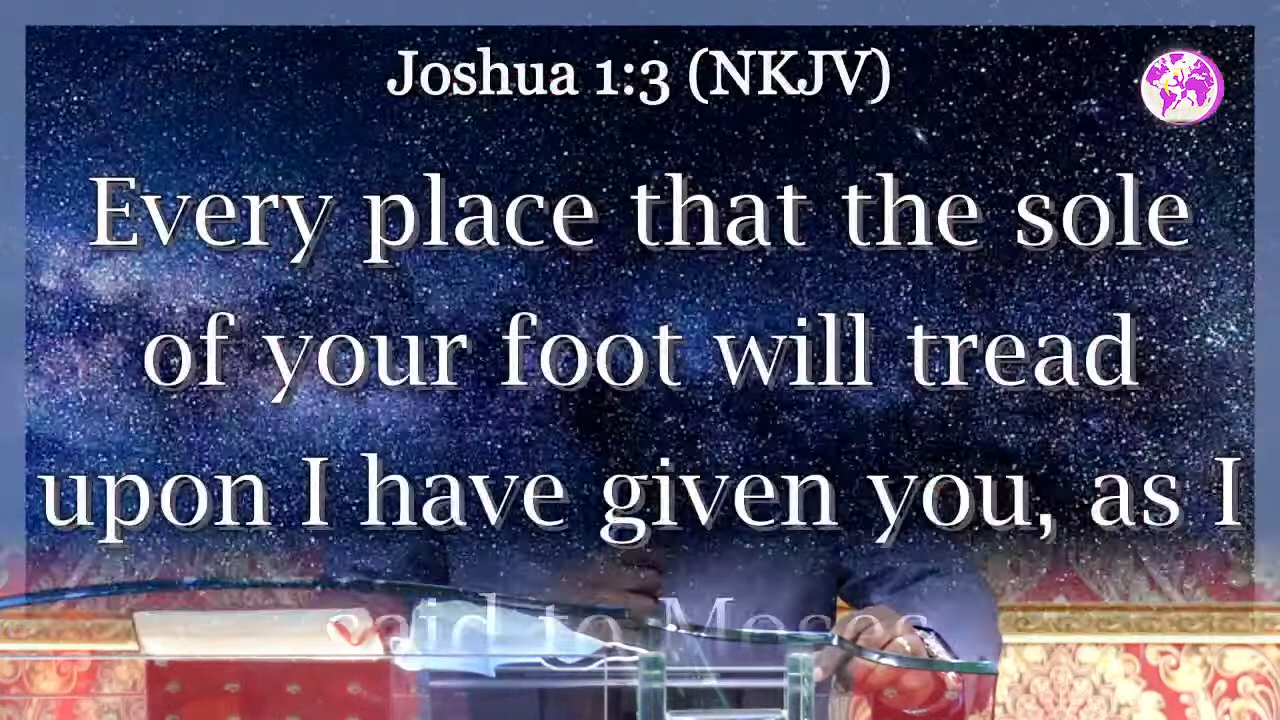 Joshua 1:3 (NKJV)
Every place that the sole
of your foot will tread
upon I have given you, as I
said to Moses